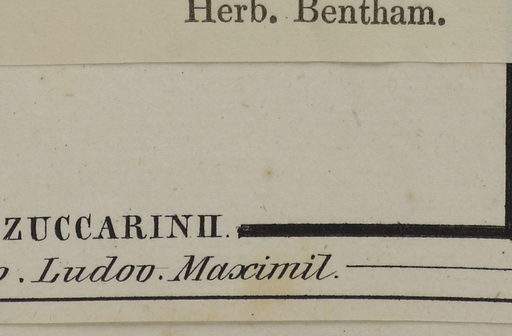 Herb. Bentham.
ZUCCARINII.
. Ludov. Maximil.